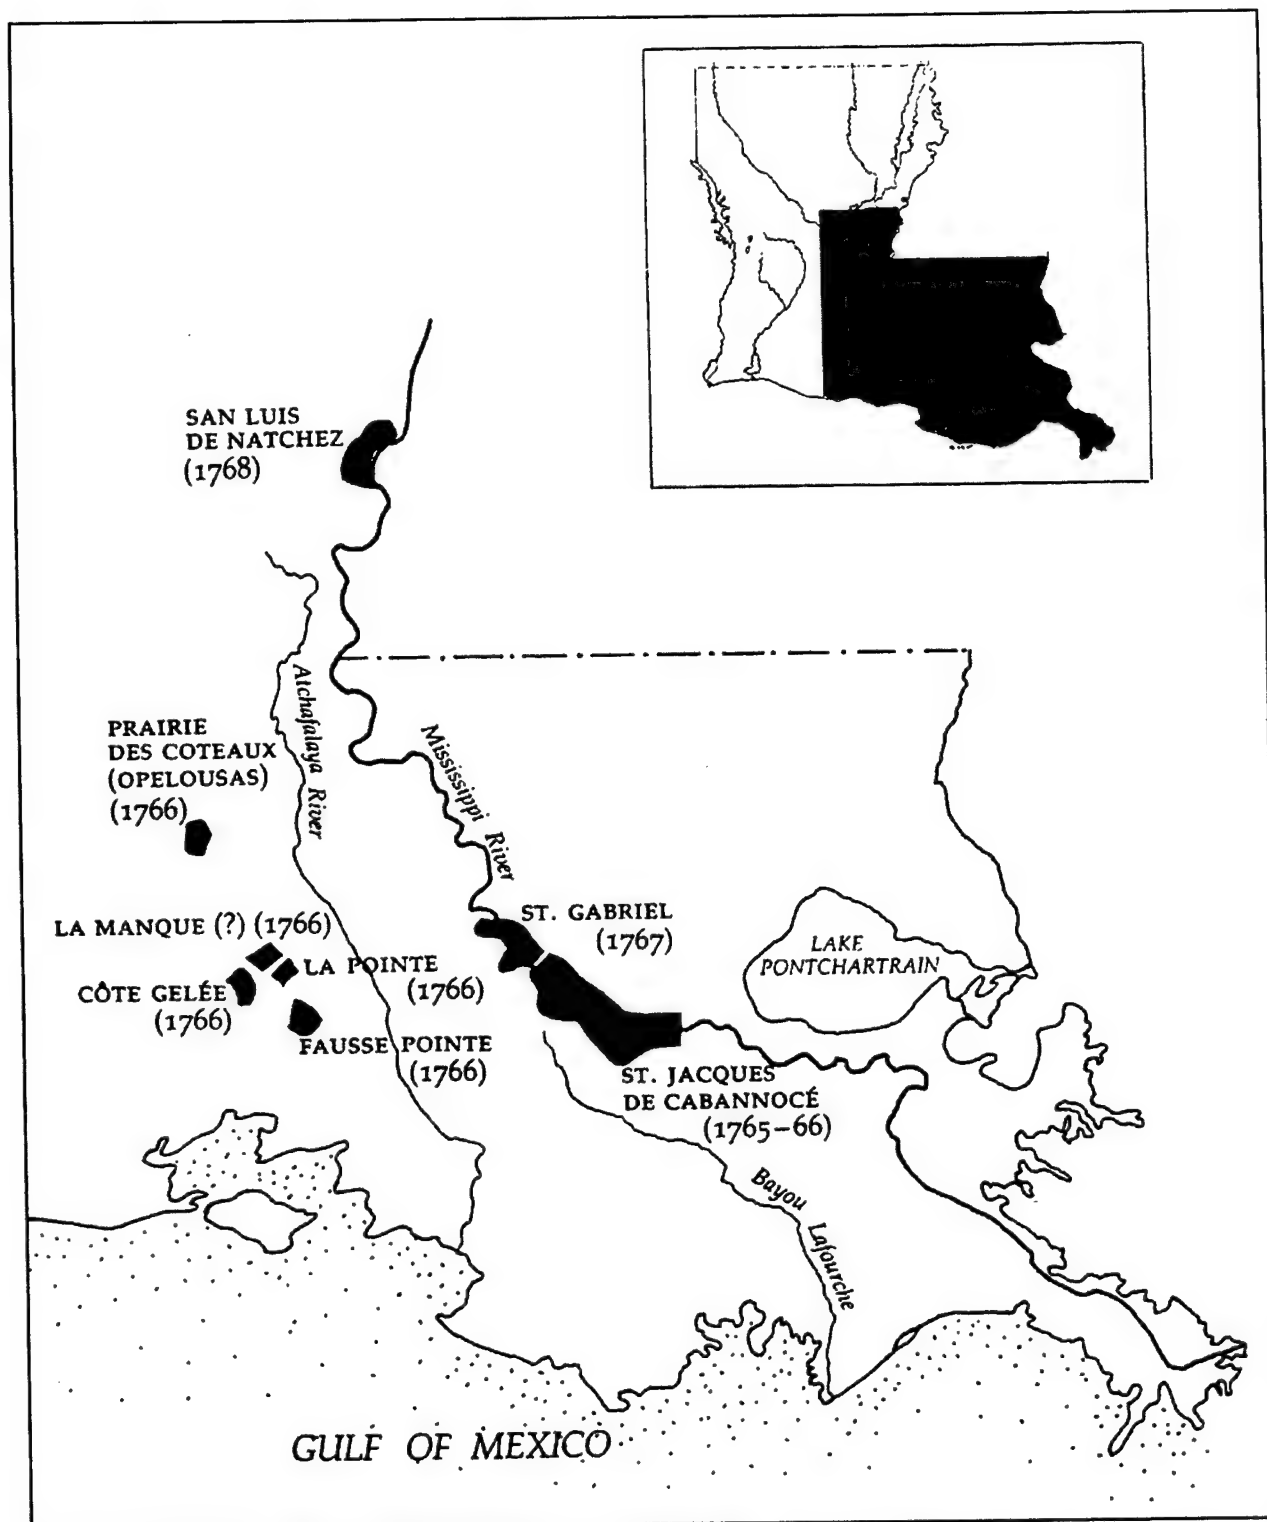 SAN LUIS
DE NATCHEZ
(1768)
Atchafalaya River
PRAIRIE
DES COTEAUX
(OPELOUSAS)
(1766)
Mississippi River
LA MANQUE (?) (1766)
ST. GABRIEL
(1767)
LA POINTE
(1766)
CÔTE GELÉE
(1766)
FAUSSE POINTE
(1766)
LAKE
PONTCHARTRAIN
ST. JACQUES
DE CABANNOCÉ
(1765–66)
Bayou Lafourche
GULF OF MEXICO